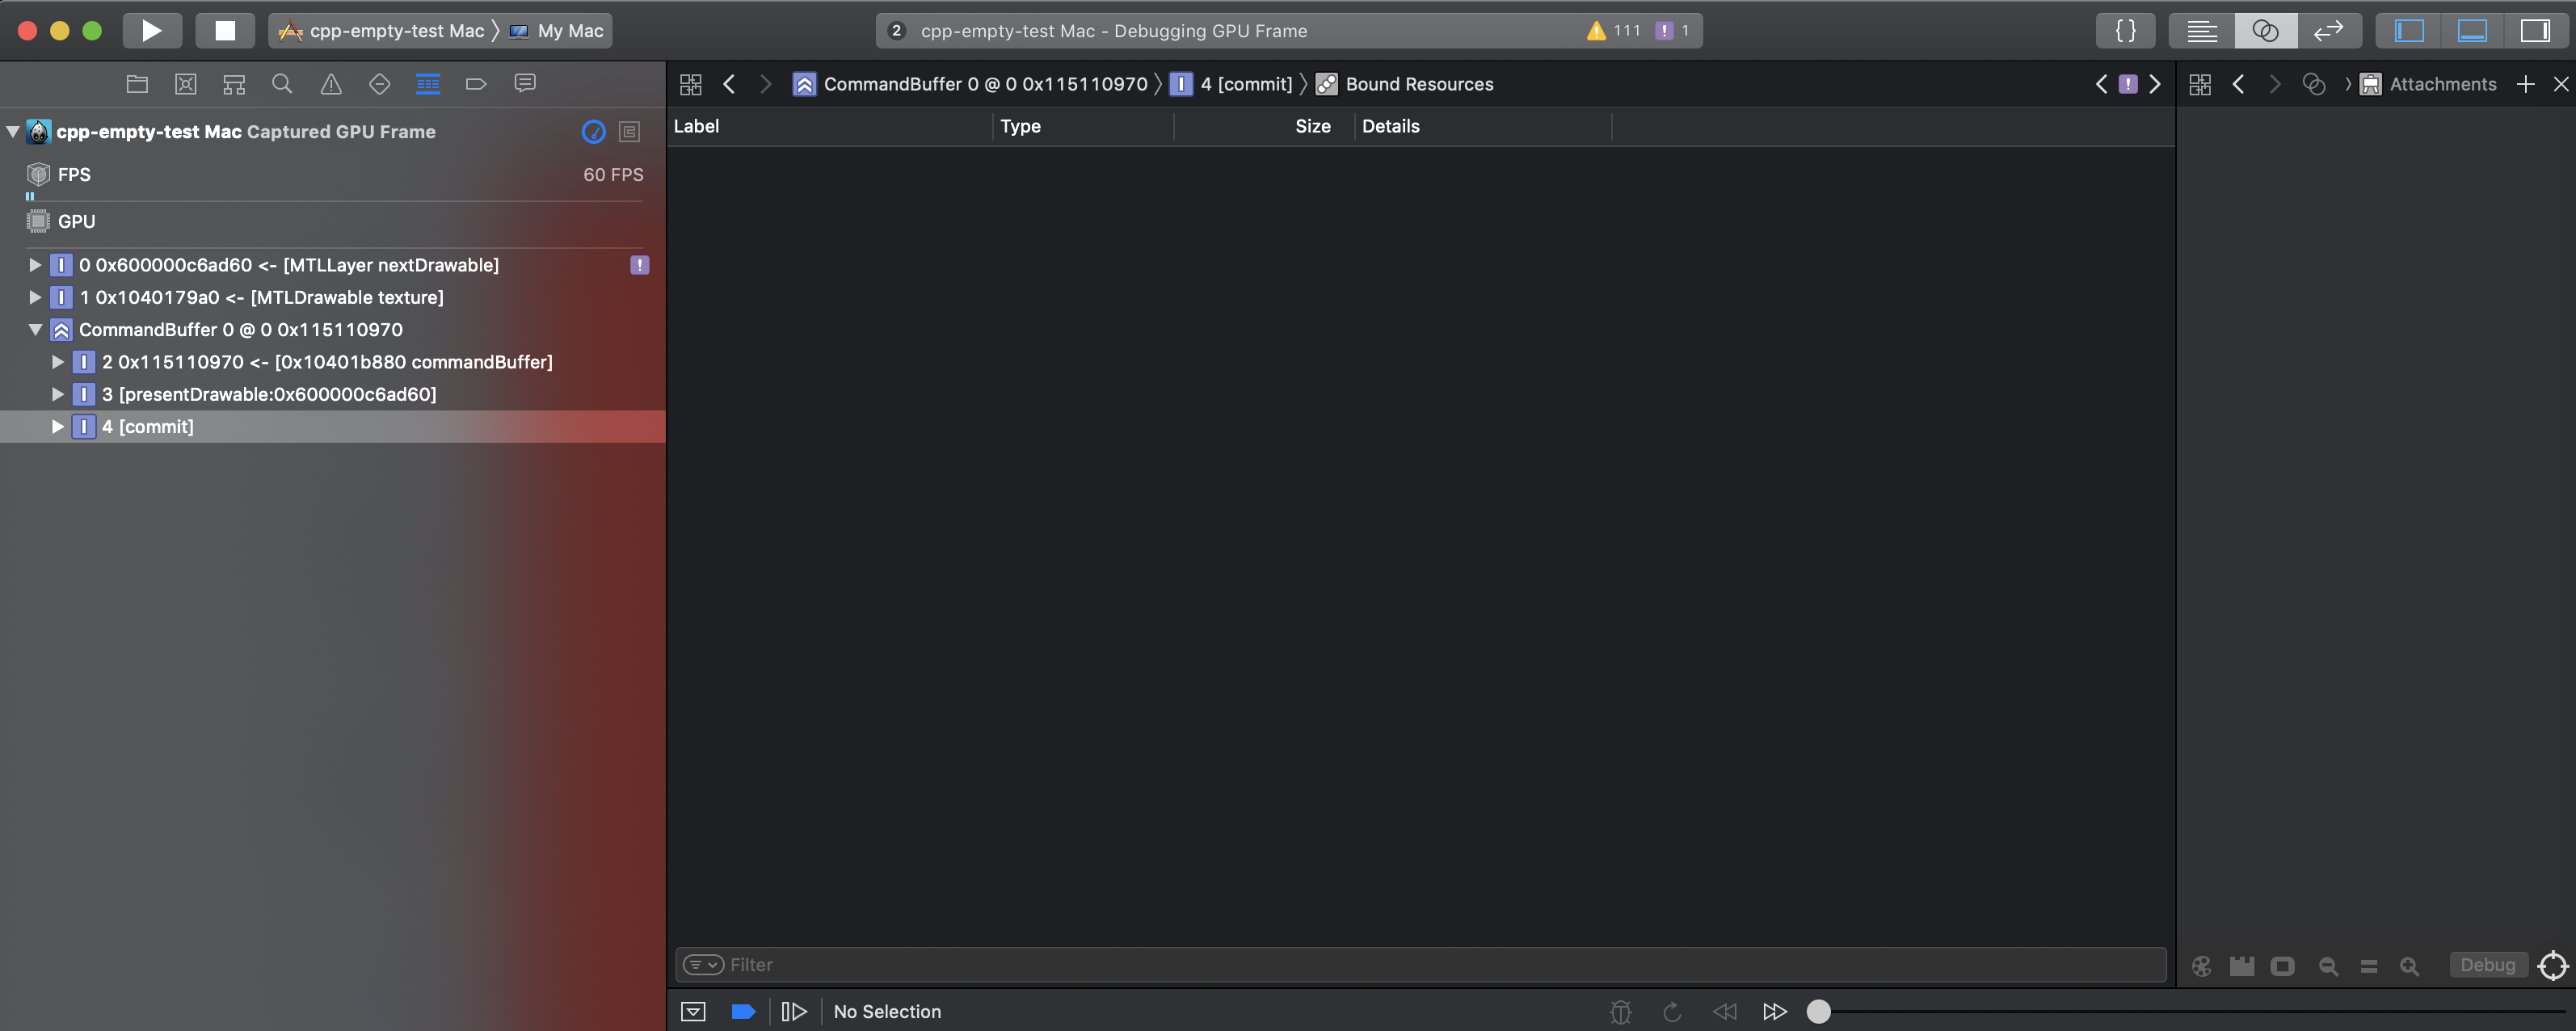 cpp-empty-test Mac My Mac
2 cpp-empty-test Mac - Debugging GPU Frame 111 1
{}
CommandBuffer 0 @ 0 0x115110970 4 [commit] Bound Resources
Attachments
cpp-empty-test Mac Captured GPU Frame
FPS 60 FPS
GPU
0 0x600000c6ad60 <- [MTLLayer nextDrawable]
1 0x1040179a0 <- [MTLDrawable texture]
CommandBuffer 0 @ 0 0x115110970
2 0x115110970 <- [0x10401b880 commandBuffer]
3 [presentDrawable:0x600000c6ad60]
4 [commit]
Label Type Size Details
Filter
Debug
No Selection